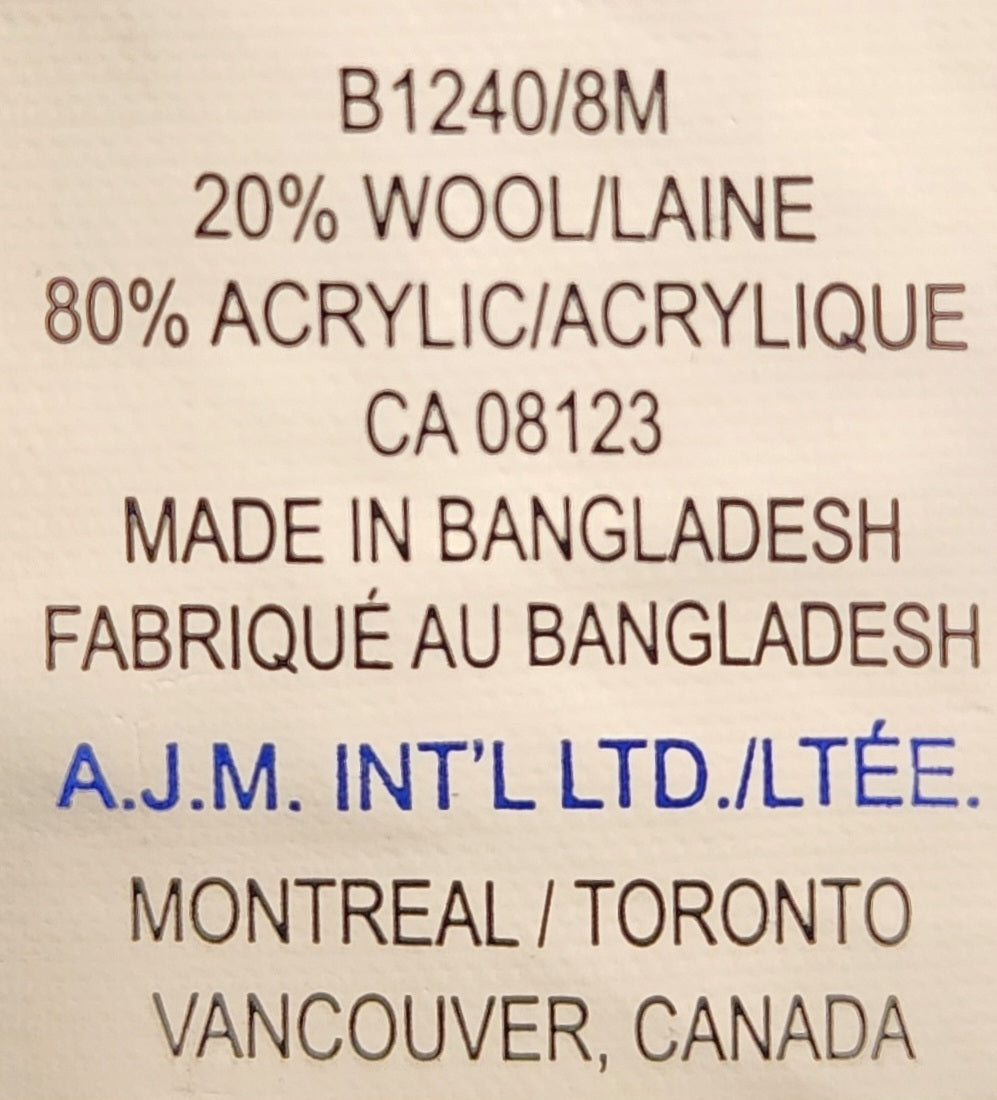 B1240/8M
20% WOOL/LAINE
80% ACRYLIC/ACRYLIQUE
CA 08123
MADE IN BANGLADESH
FABRIQUÉ AU BANGLADESH
A.J.M. INT'L LTD./LTÉE.
MONTREAL / TORONTO
VANCOUVER, CANADA